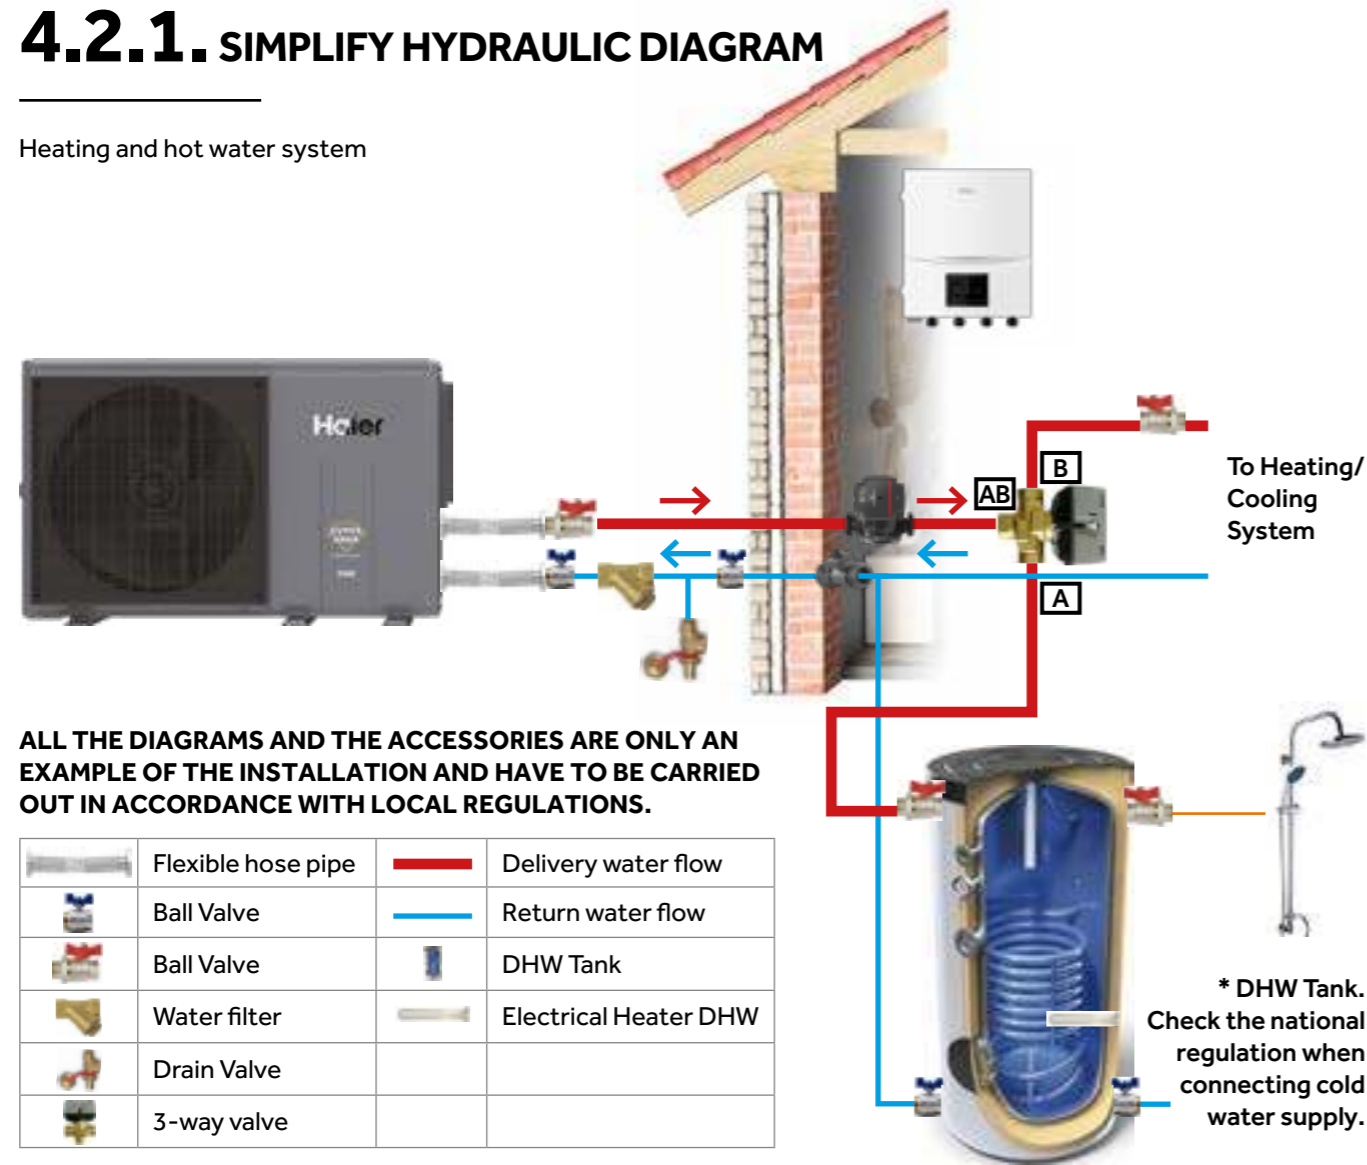 4.2.1. SIMPLIFY HYDRAULIC DIAGRAM
Heating and hot water system
Haier
B
AB
To Heating/
Cooling
System
A
ALL THE DIAGRAMS AND THE ACCESSORIES ARE ONLY AN
EXAMPLE OF THE INSTALLATION AND HAVE TO BE CARRIED
OUT IN ACCORDANCE WITH LOCAL REGULATIONS.
Flexible hose pipe
Delivery water flow
Ball Valve
Return water flow
Ball Valve
DHW Tank
Water filter
Electrical Heater DHW
Drain Valve
3-way valve
* DHW Tank.
Check the national
regulation when
connecting cold
water supply.